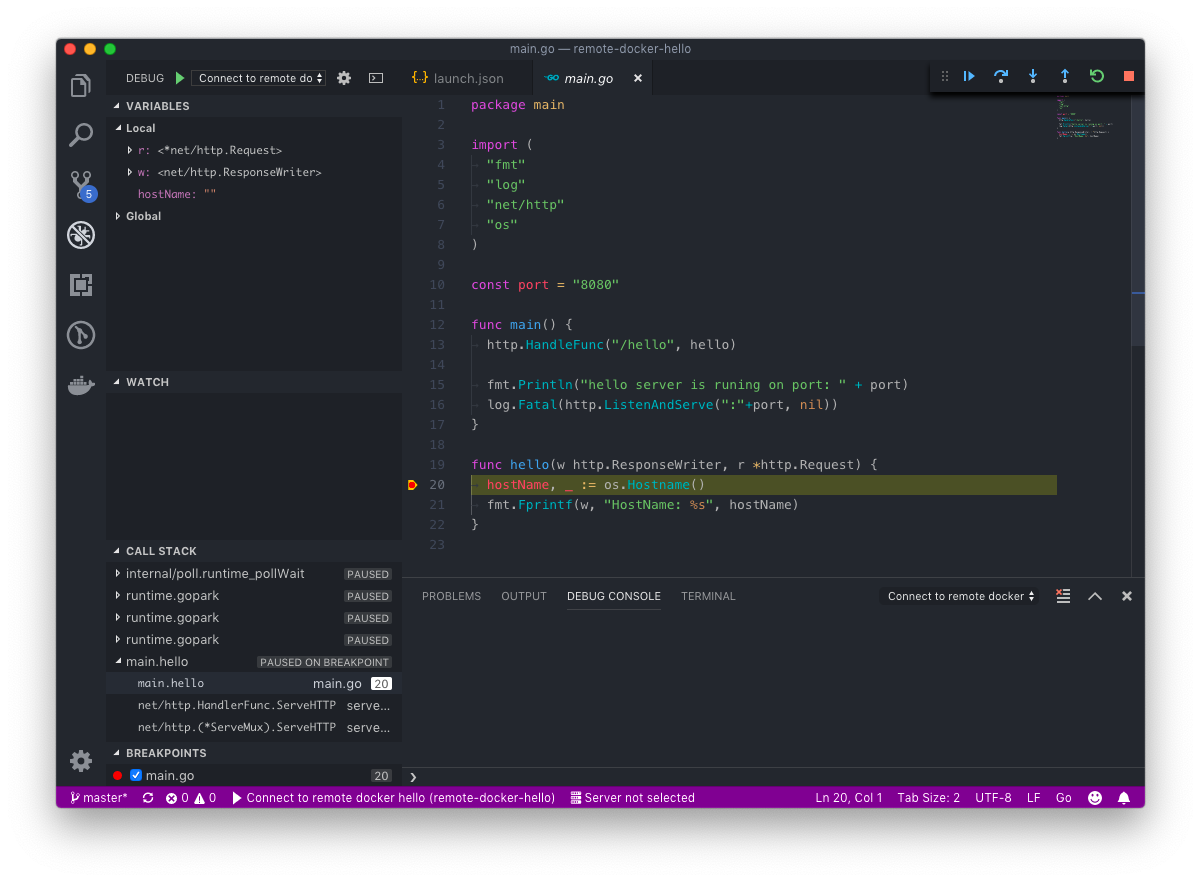 main.go — remote-docker-hello
DEBUG Connect to remote do
{..} launch.json
GO main.go ×
VARIABLES
Local
r: <*net/http.Request>
w: <net/http.ResponseWriter>
hostName: ""
Global
WATCH
CALL STACK
internal/poll.runtime_pollWait PAUSED
runtime.gopark PAUSED
runtime.gopark PAUSED
runtime.gopark PAUSED
main.hello PAUSED ON BREAKPOINT
main.hello main.go 20
net/http.HandlerFunc.ServeHTTP serve...
net/http.(*ServeMux).ServeHTTP serve...
BREAKPOINTS
main.go 20
5
1 package main
2
3 import (
4 "fmt"
5 "log"
6 "net/http"
7 "os"
8 )
9
10 const port = "8080"
11
12 func main() {
13 http.HandleFunc("/hello", hello)
14
15 fmt.Println("hello server is runing on port: " + port)
16 log.Fatal(http.ListenAndServe(":"+port, nil))
17 }
18
19 func hello(w http.ResponseWriter, r *http.Request) {
20 hostName, _ := os.Hostname()
21 fmt.Fprintf(w, "HostName: %s", hostName)
22 }
23
PROBLEMS OUTPUT DEBUG CONSOLE TERMINAL Connect to remote docker
master* 0 0 Connect to remote docker hello (remote-docker-hello) Server not selected Ln 20, Col 1 Tab Size: 2 UTF-8 LF Go